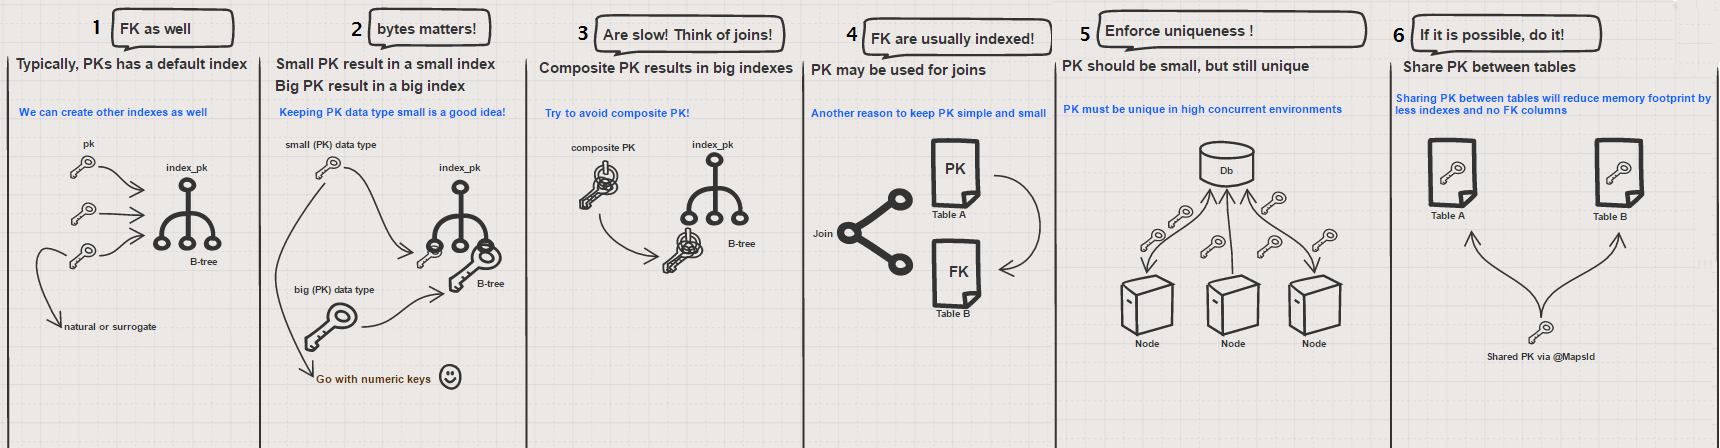 1
FK as well
Typically, PKs has a default index
We can create other indexes as well
pk
index_pk
B-tree
natural or surrogate
2
bytes matters!
Small PK result in a small index
Big PK result in a big index
Keeping PK data type small is a good idea!
small (PK) data type
index_pk
B-tree
big (PK) data type
Go with numeric keys
3
Are slow! Think of joins!
Composite PK results in big indexes
Try to avoid composite PK!
composite PK
index_pk
B-tree
4
FK are usually indexed!
PK may be used for joins
Another reason to keep PK simple and small
PK
Table A
Join
FK
Table B
5
Enforce uniqueness !
PK should be small, but still unique
PK must be unique in high concurrent environments
Db
Node
Node
Node
6
If it is possible, do it!
Share PK between tables
Sharing PK between tables will reduce memory footprint by
less indexes and no FK columns
Table A
Table B
Shared PK via @MapsId